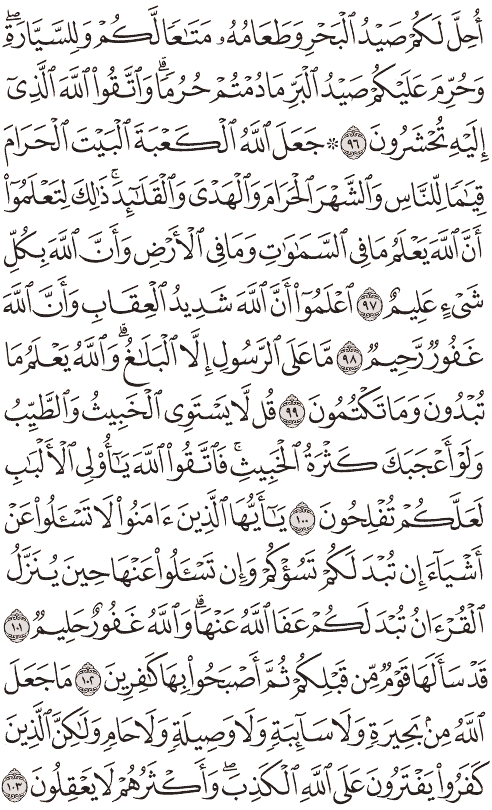 أُحِلَّ لَكُمْ صَيْدُ ٱلْبَحْرِ وَطَعَامُهُۥ مَتَـٰعًا لَّكُمْ وَلِلسَّيَّارَةِۖ
وَحُرِّمَ عَلَيْكُمْ صَيْدُ ٱلْبَرِّ مَا دُمْتُمْ حُرُمًاۗ وَٱتَّقُوا۟ ٱللَّهَ ٱلَّذِىٓ
إِلَيْهِ تُحْشَرُونَ ٩٦ ۞ جَعَلَ ٱللَّهُ ٱلْكَعْبَةَ ٱلْبَيْتَ ٱلْحَرَامَ
قِيَـٰمًا لِّلنَّاسِ وَٱلشَّهْرَ ٱلْحَرَامَ وَٱلْهَدْىَ وَٱلْقَلَـٰٓئِدَۚ ذَٰلِكَ لِتَعْلَمُوٓا۟
أَنَّ ٱللَّهَ يَعْلَمُ مَا فِى ٱلسَّمَـٰوَٰتِ وَمَا فِى ٱلْأَرْضِ وَأَنَّ ٱللَّهَ بِكُلِّ
شَىْءٍ عَلِيمٌ ٩٧ ٱعْلَمُوٓا۟ أَنَّ ٱللَّهَ شَدِيدُ ٱلْعِقَابِ وَأَنَّ ٱللَّهَ
غَفُورٌ رَّحِيمٌ ٩٨ مَّا عَلَى ٱلرَّسُولِ إِلَّا ٱلْبَلَـٰغُۗ وَٱللَّهُ يَعْلَمُ مَا
تُبْدُونَ وَمَا تَكْتُمُونَ ٩٩ قُل لَّا يَسْتَوِى ٱلْخَبِيثُ وَٱلطَّيِّبُ
وَلَوْ أَعْجَبَكَ كَثْرَةُ ٱلْخَبِيثِۚ فَٱتَّقُوا۟ ٱللَّهَ يَـٰٓأُو۟لِى ٱلْأَلْبَـٰبِ
لَعَلَّكُمْ تُفْلِحُونَ ١٠٠ يَـٰٓأَيُّهَا ٱلَّذِينَ ءَامَنُوا۟ لَا تَسْـَٔلُوا۟ عَنْ
أَشْيَآءَ إِن تُبْدَ لَكُمْ تَسُؤْكُمْ وَإِن تَسْـَٔلُوا۟ عَنْهَا حِينَ يُنَزَّلُ
ٱلْقُرْءَانُ تُبْدَ لَكُمْ عَفَا ٱللَّهُ عَنْهَاۗ وَٱللَّهُ غَفُورٌ حَلِيمٌ ١٠١
قَدْ سَأَلَهَا قَوْمٌ مِّن قَبْلِكُمْ ثُمَّ أَصْبَحُوا۟ بِهَا كَـٰفِرِينَ ١٠٢ مَا جَعَلَ
ٱللَّهُ مِنۢ بَحِيرَةٍ وَلَا سَآئِبَةٍ وَلَا وَصِيلَةٍ وَلَا حَامٍ وَلَـٰكِنَّ ٱلَّذِينَ
كَفَرُوا۟ يَفْتَرُونَ عَلَى ٱللَّهِ ٱلْكَذِبَۖ وَأَكْثَرُهُمْ لَا يَعْقِلُونَ ١٠٣